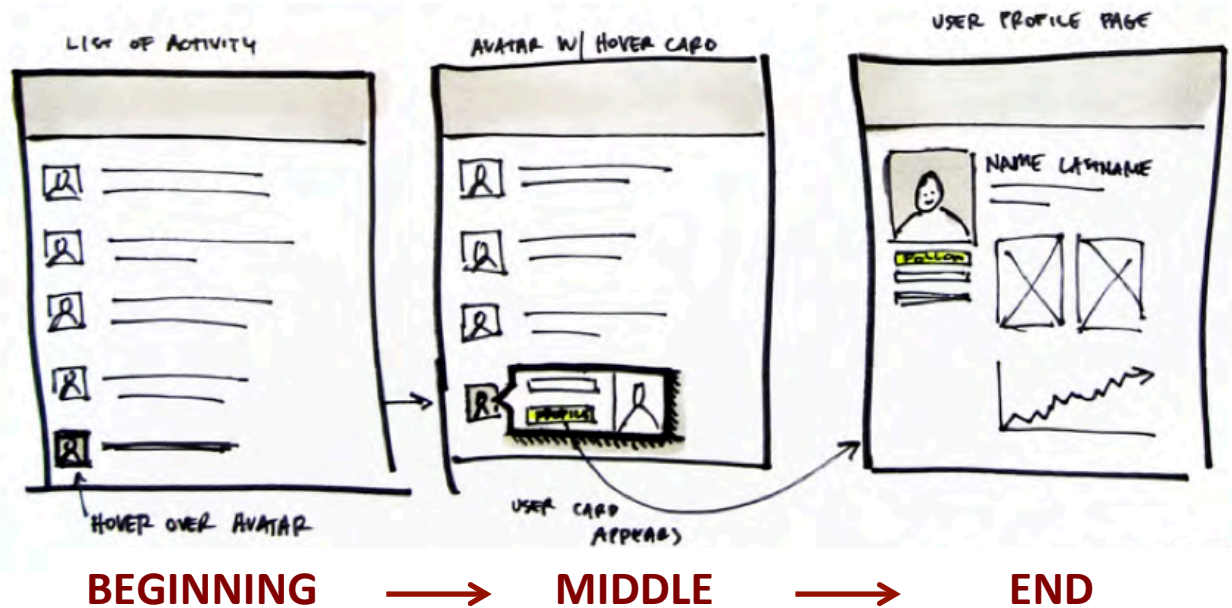 LIST OF ACTIVITY
HOVER OVER AVATAR
AVATAR W/ HOVER CARD
PROFILE
USER CARD
APPEARS
USER PROFILE PAGE
NAME LASTNAME
FOLLOW
BEGINNING → MIDDLE → END